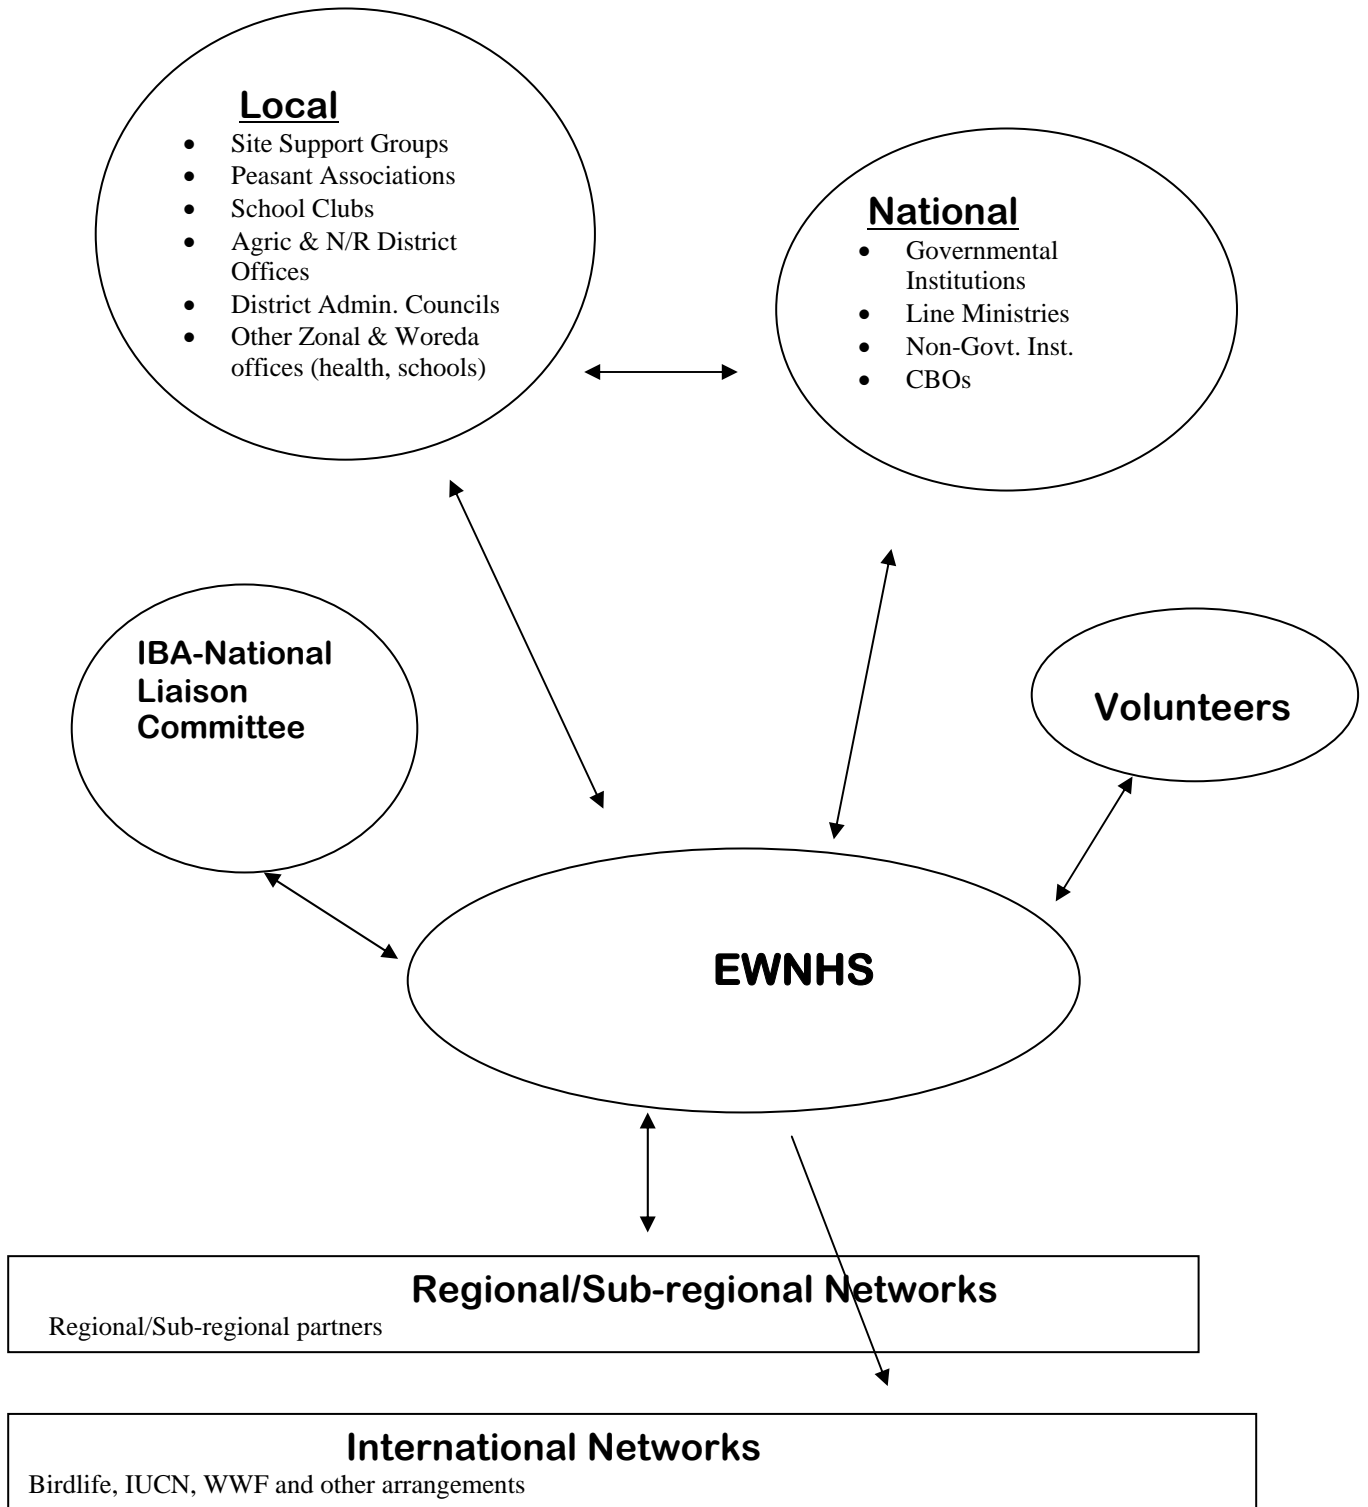 Local
• Site Support Groups
• Peasant Associations
• School Clubs
• Agric & N/R District
Offices
• District Admin. Councils
• Other Zonal & Woreda
offices (health, schools)
National
• Governmental
Institutions
• Line Ministries
• Non-Govt. Inst.
• CBOs
IBA-National
Liaison
Committee
Volunteers
EWNHS
Regional/Sub-regional Networks
Regional/Sub-regional partners
International Networks
Birdlife, IUCN, WWF and other arrangements